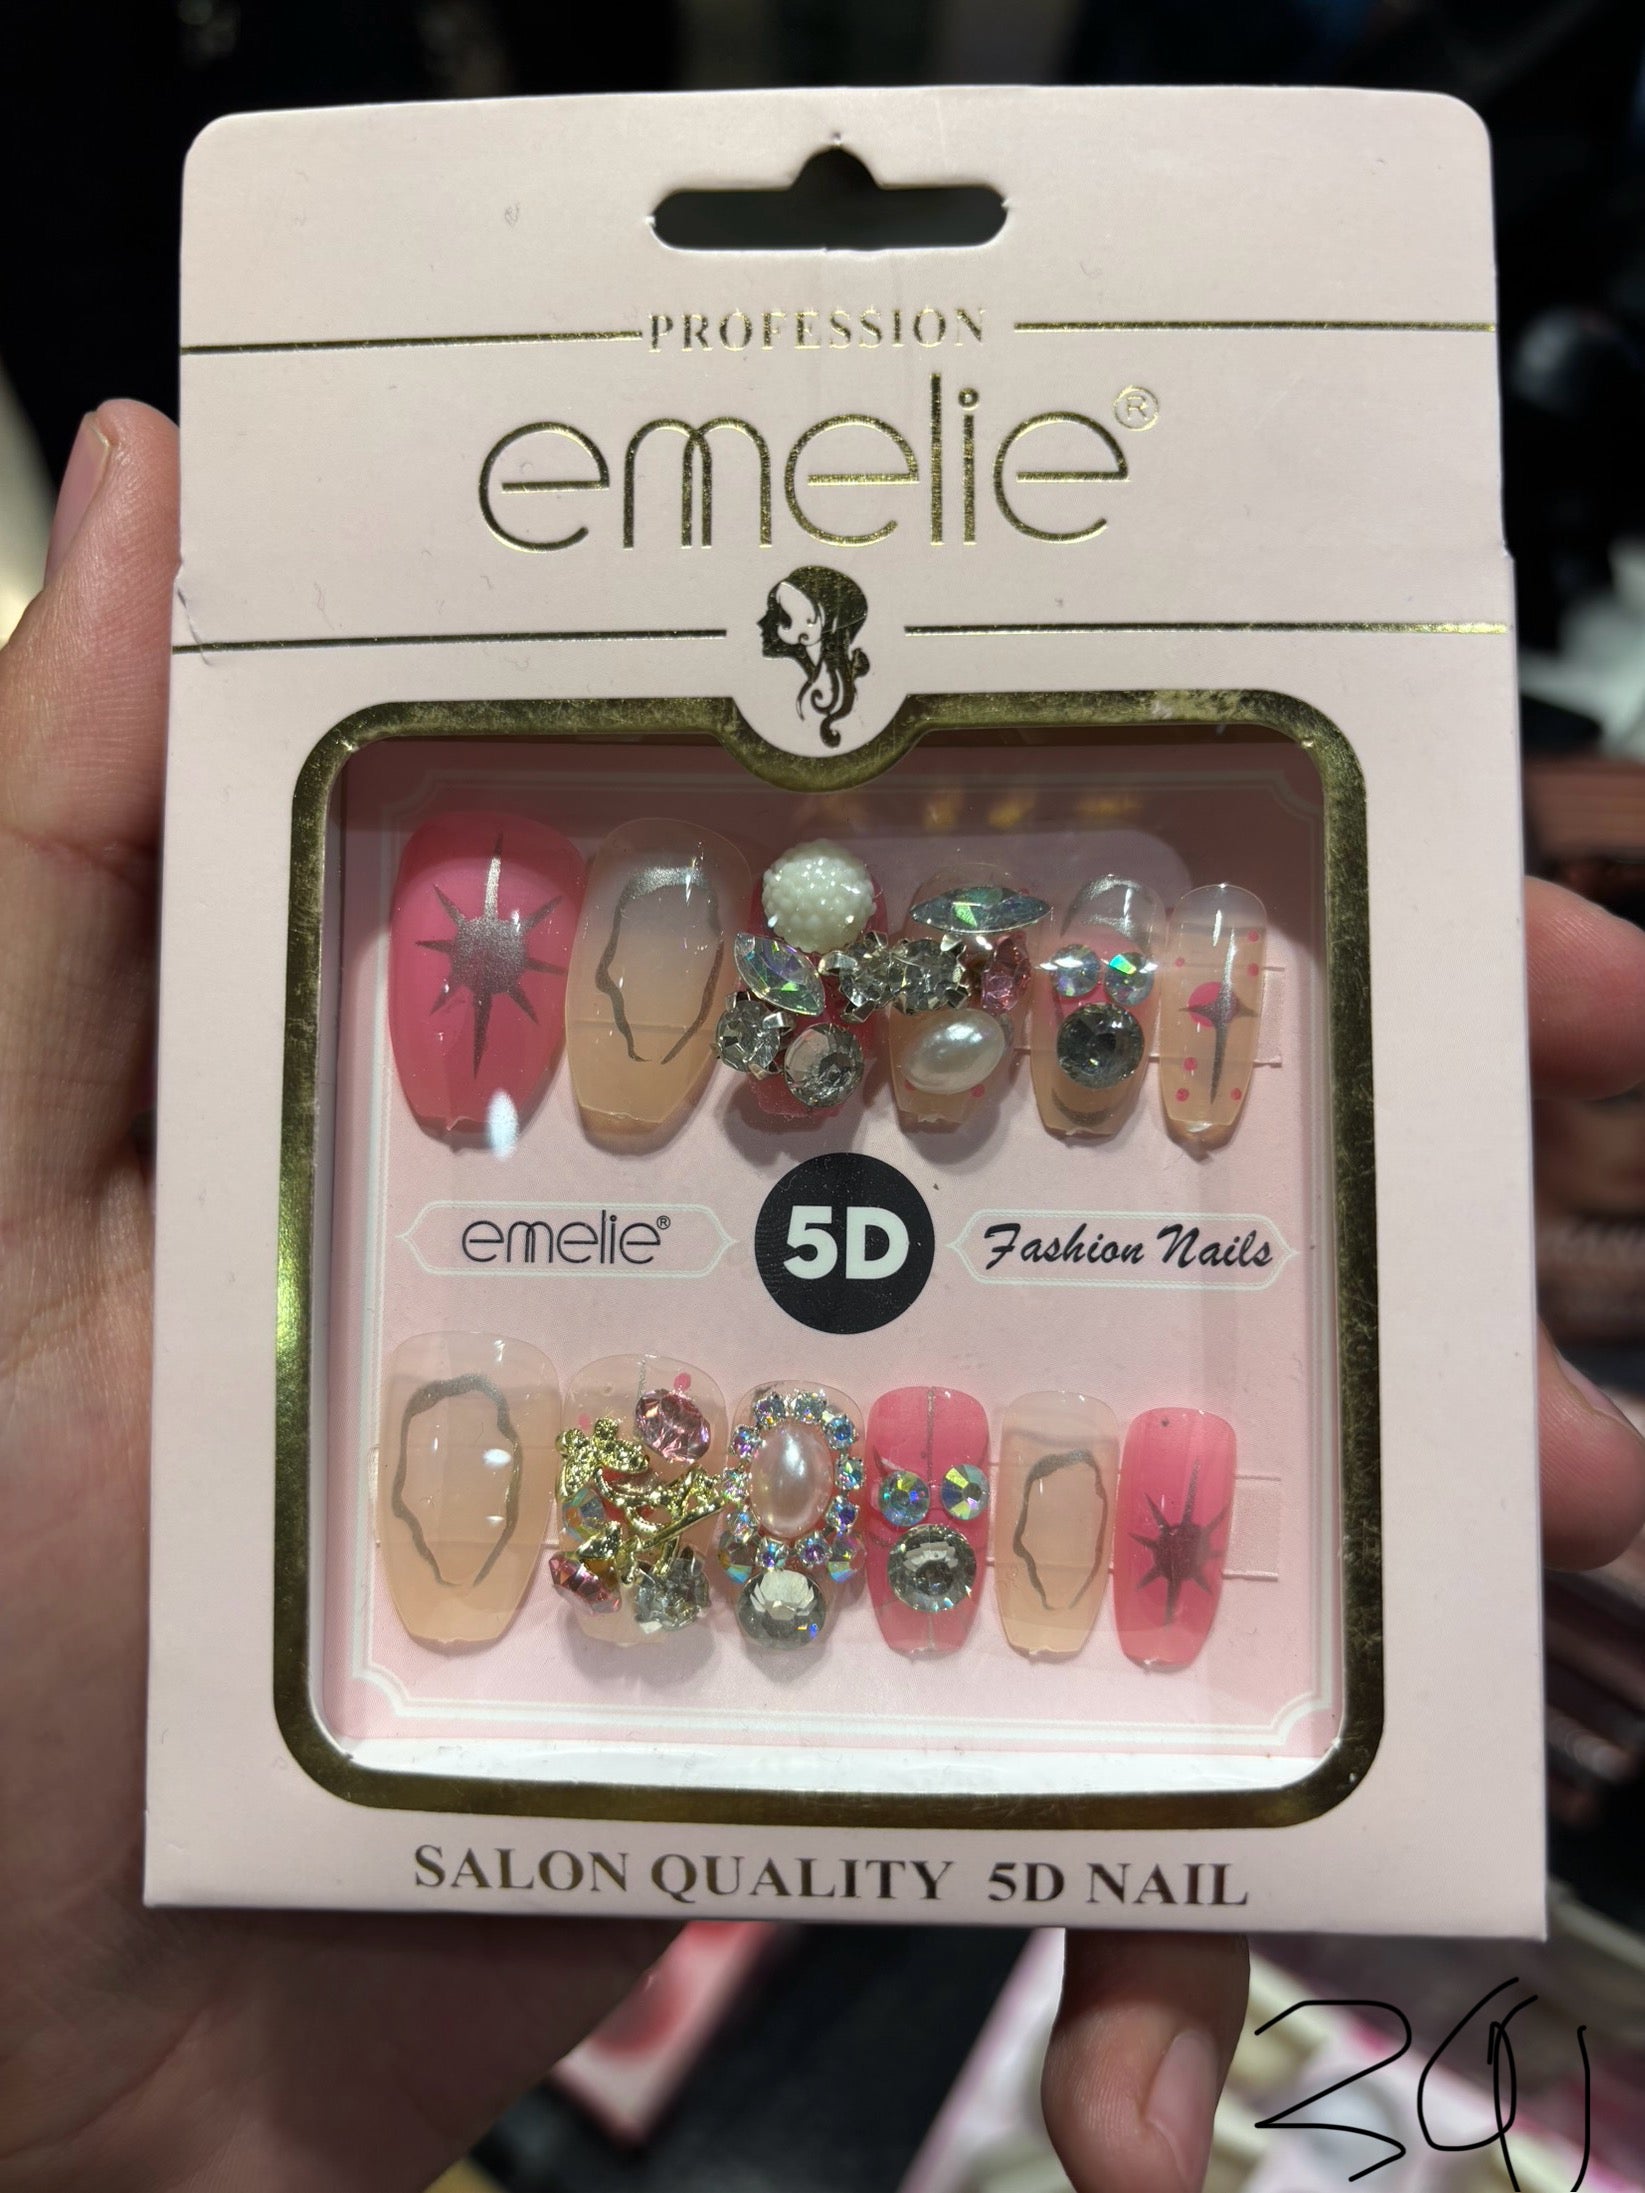 PROFESSION
emelie®
emelie® 5D Fashion Nails
SALON QUALITY 5D NAIL